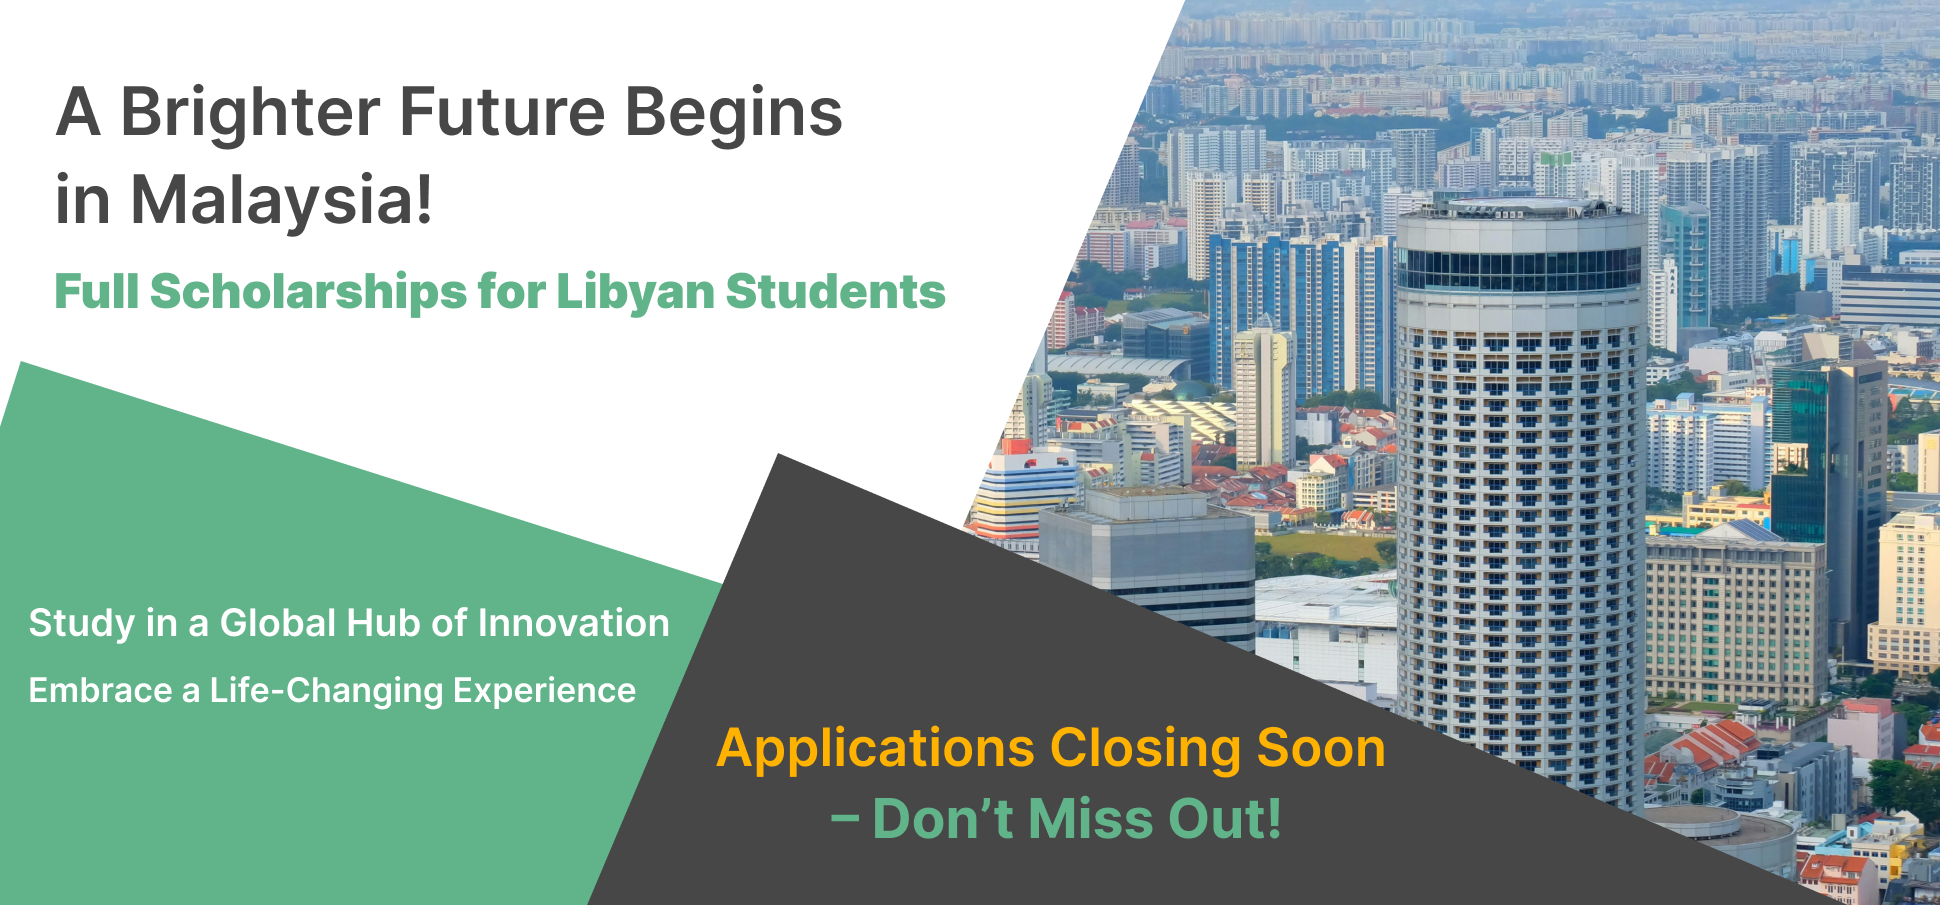 A Brighter Future Begins
in Malaysia!
Full Scholarships for Libyan Students
Study in a Global Hub of Innovation
Embrace a Life-Changing Experience
Applications Closing Soon
– Don’t Miss Out!